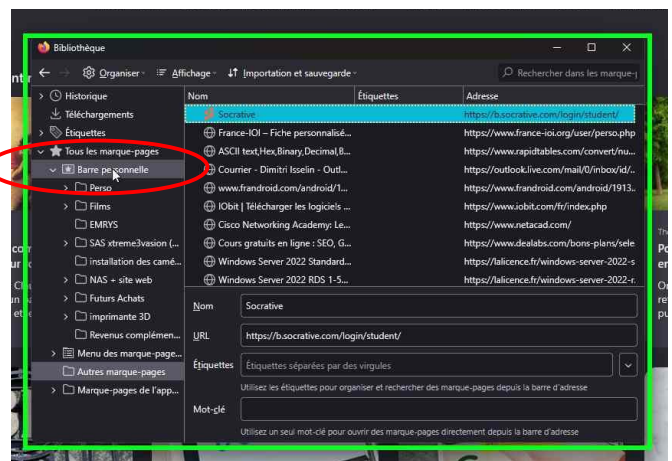 Bibliothèque
Organiser
Affichage
Importation et sauvegarde
Rechercher dans les marque-
Historique
Téléchargements
Étiquettes
Tous les marque-pages
Barre personnelle
Perso
Films
EMRYS
SAS xtreme3vasion (...
installation des camé...
NAS + site web
Futurs Achats
imprimante 3D
Revenus complémen...
Menu des marque-page...
Autres marque-pages
Marque-pages de l'app...
Nom Étiquettes Adresse
Socrative https://b.socrative.com/login/student/
France-IOI – Fiche personnalisé... https://www.france-ioi.org/user/perso.php
ASCII text,Hex,Binary,Decimal,B... https://www.rapidtables.com/convert/nu...
Courrier - Dimitri Isselin - Outl... https://outlook.live.com/mail/0/inbox/id/..
www.frandroid.com/android/1... https://www.frandroid.com/android/1913..
IObit | Télécharger les logiciels ... https://www.iobit.com/fr/index.php
Cisco Networking Academy: Le... https://www.netacad.com/
Cours gratuits en ligne : SEO, G... https://www.dealabs.com/bons-plans/sele
Windows Server 2022 Standard... https://lalicence.fr/windows-server-2022-s
Windows Server 2022 RDS 1-5... https://lalicence.fr/windows-server-2022-r.
Nom Socrative
URL https://b.socrative.com/login/student/
Étiquettes Étiquettes séparées par des virgules
Utilisez les étiquettes pour organiser et rechercher des marque-pages depuis la barre d'adresse
Mot-clé
Utilisez un seul mot-clé pour ouvrir des marque-pages directement depuis la barre d'adresse